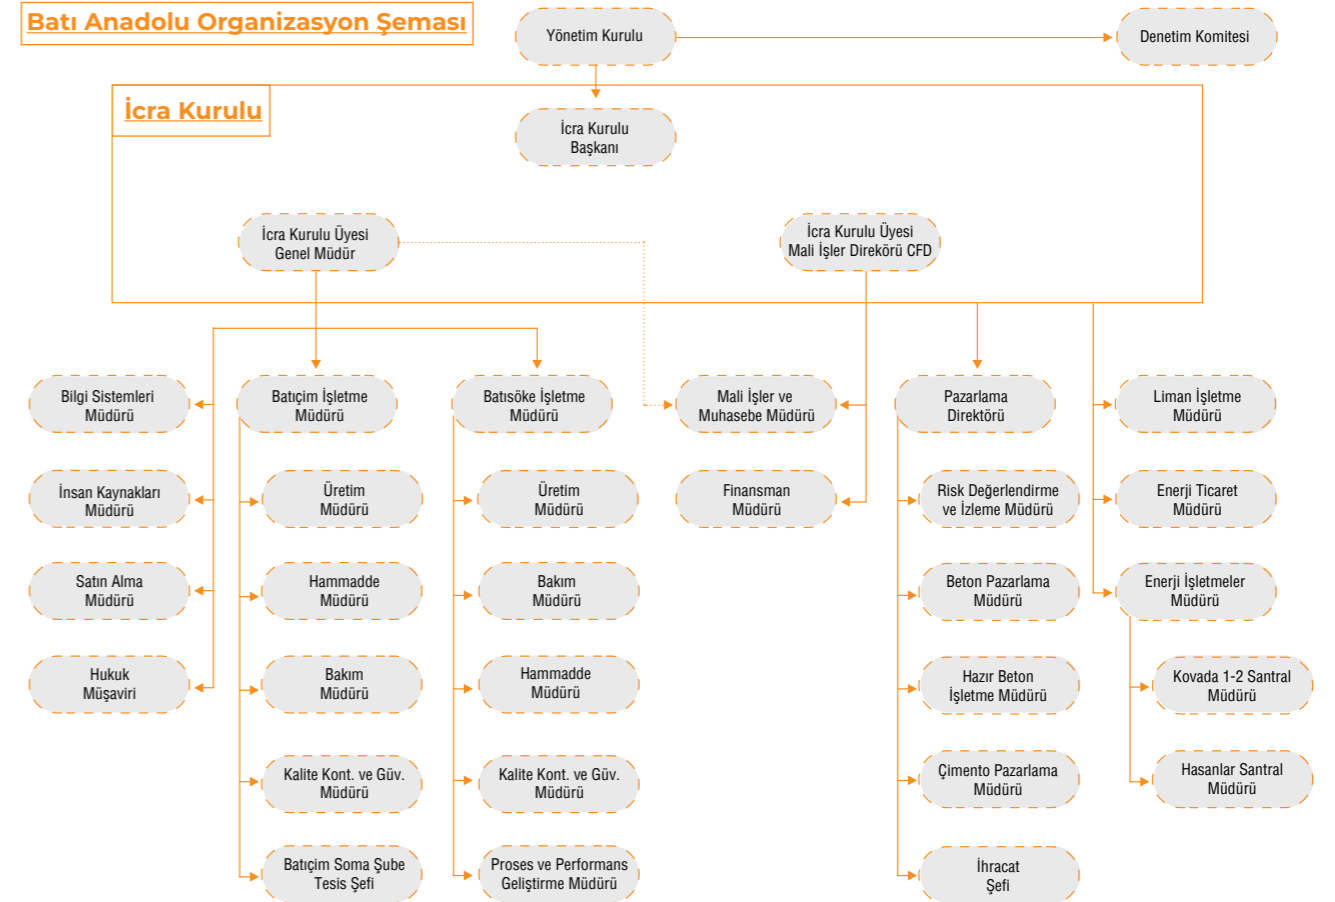 Batı Anadolu Organizasyon Şeması
Yönetim Kurulu
Denetim Komitesi
İcra Kurulu
İcra Kurulu
Başkanı
İcra Kurulu Üyesi
Genel Müdür
İcra Kurulu Üyesi
Mali İşler Direkörü CFD
Bilgi Sistemleri
Müdürü
Batıçim İşletme
Müdürü
Batısöke İşletme
Müdürü
Mali İşler ve
Muhasebe Müdürü
Pazarlama
Direktörü
Liman İşletme
Müdürü
İnsan Kaynakları
Müdürü
Üretim
Müdürü
Üretim
Müdürü
Finansman
Müdürü
Risk Değerlendirme
ve İzleme Müdürü
Enerji Ticaret
Müdürü
Satın Alma
Müdürü
Hammadde
Müdürü
Bakım
Müdürü
Beton Pazarlama
Müdürü
Enerji İşletmeler
Müdürü
Hukuk
Müşaviri
Bakım
Müdürü
Hammadde
Müdürü
Hazır Beton
İşletme Müdürü
Kovada 1-2 Santral
Müdürü
Kalite Kont. ve Güv.
Müdürü
Kalite Kont. ve Güv.
Müdürü
Çimento Pazarlama
Müdürü
Hasanlar Santral
Müdürü
Batıçim Soma Şube
Tesis Şefi
Proses ve Performans
Geliştirme Müdürü
İhracat
Şefi